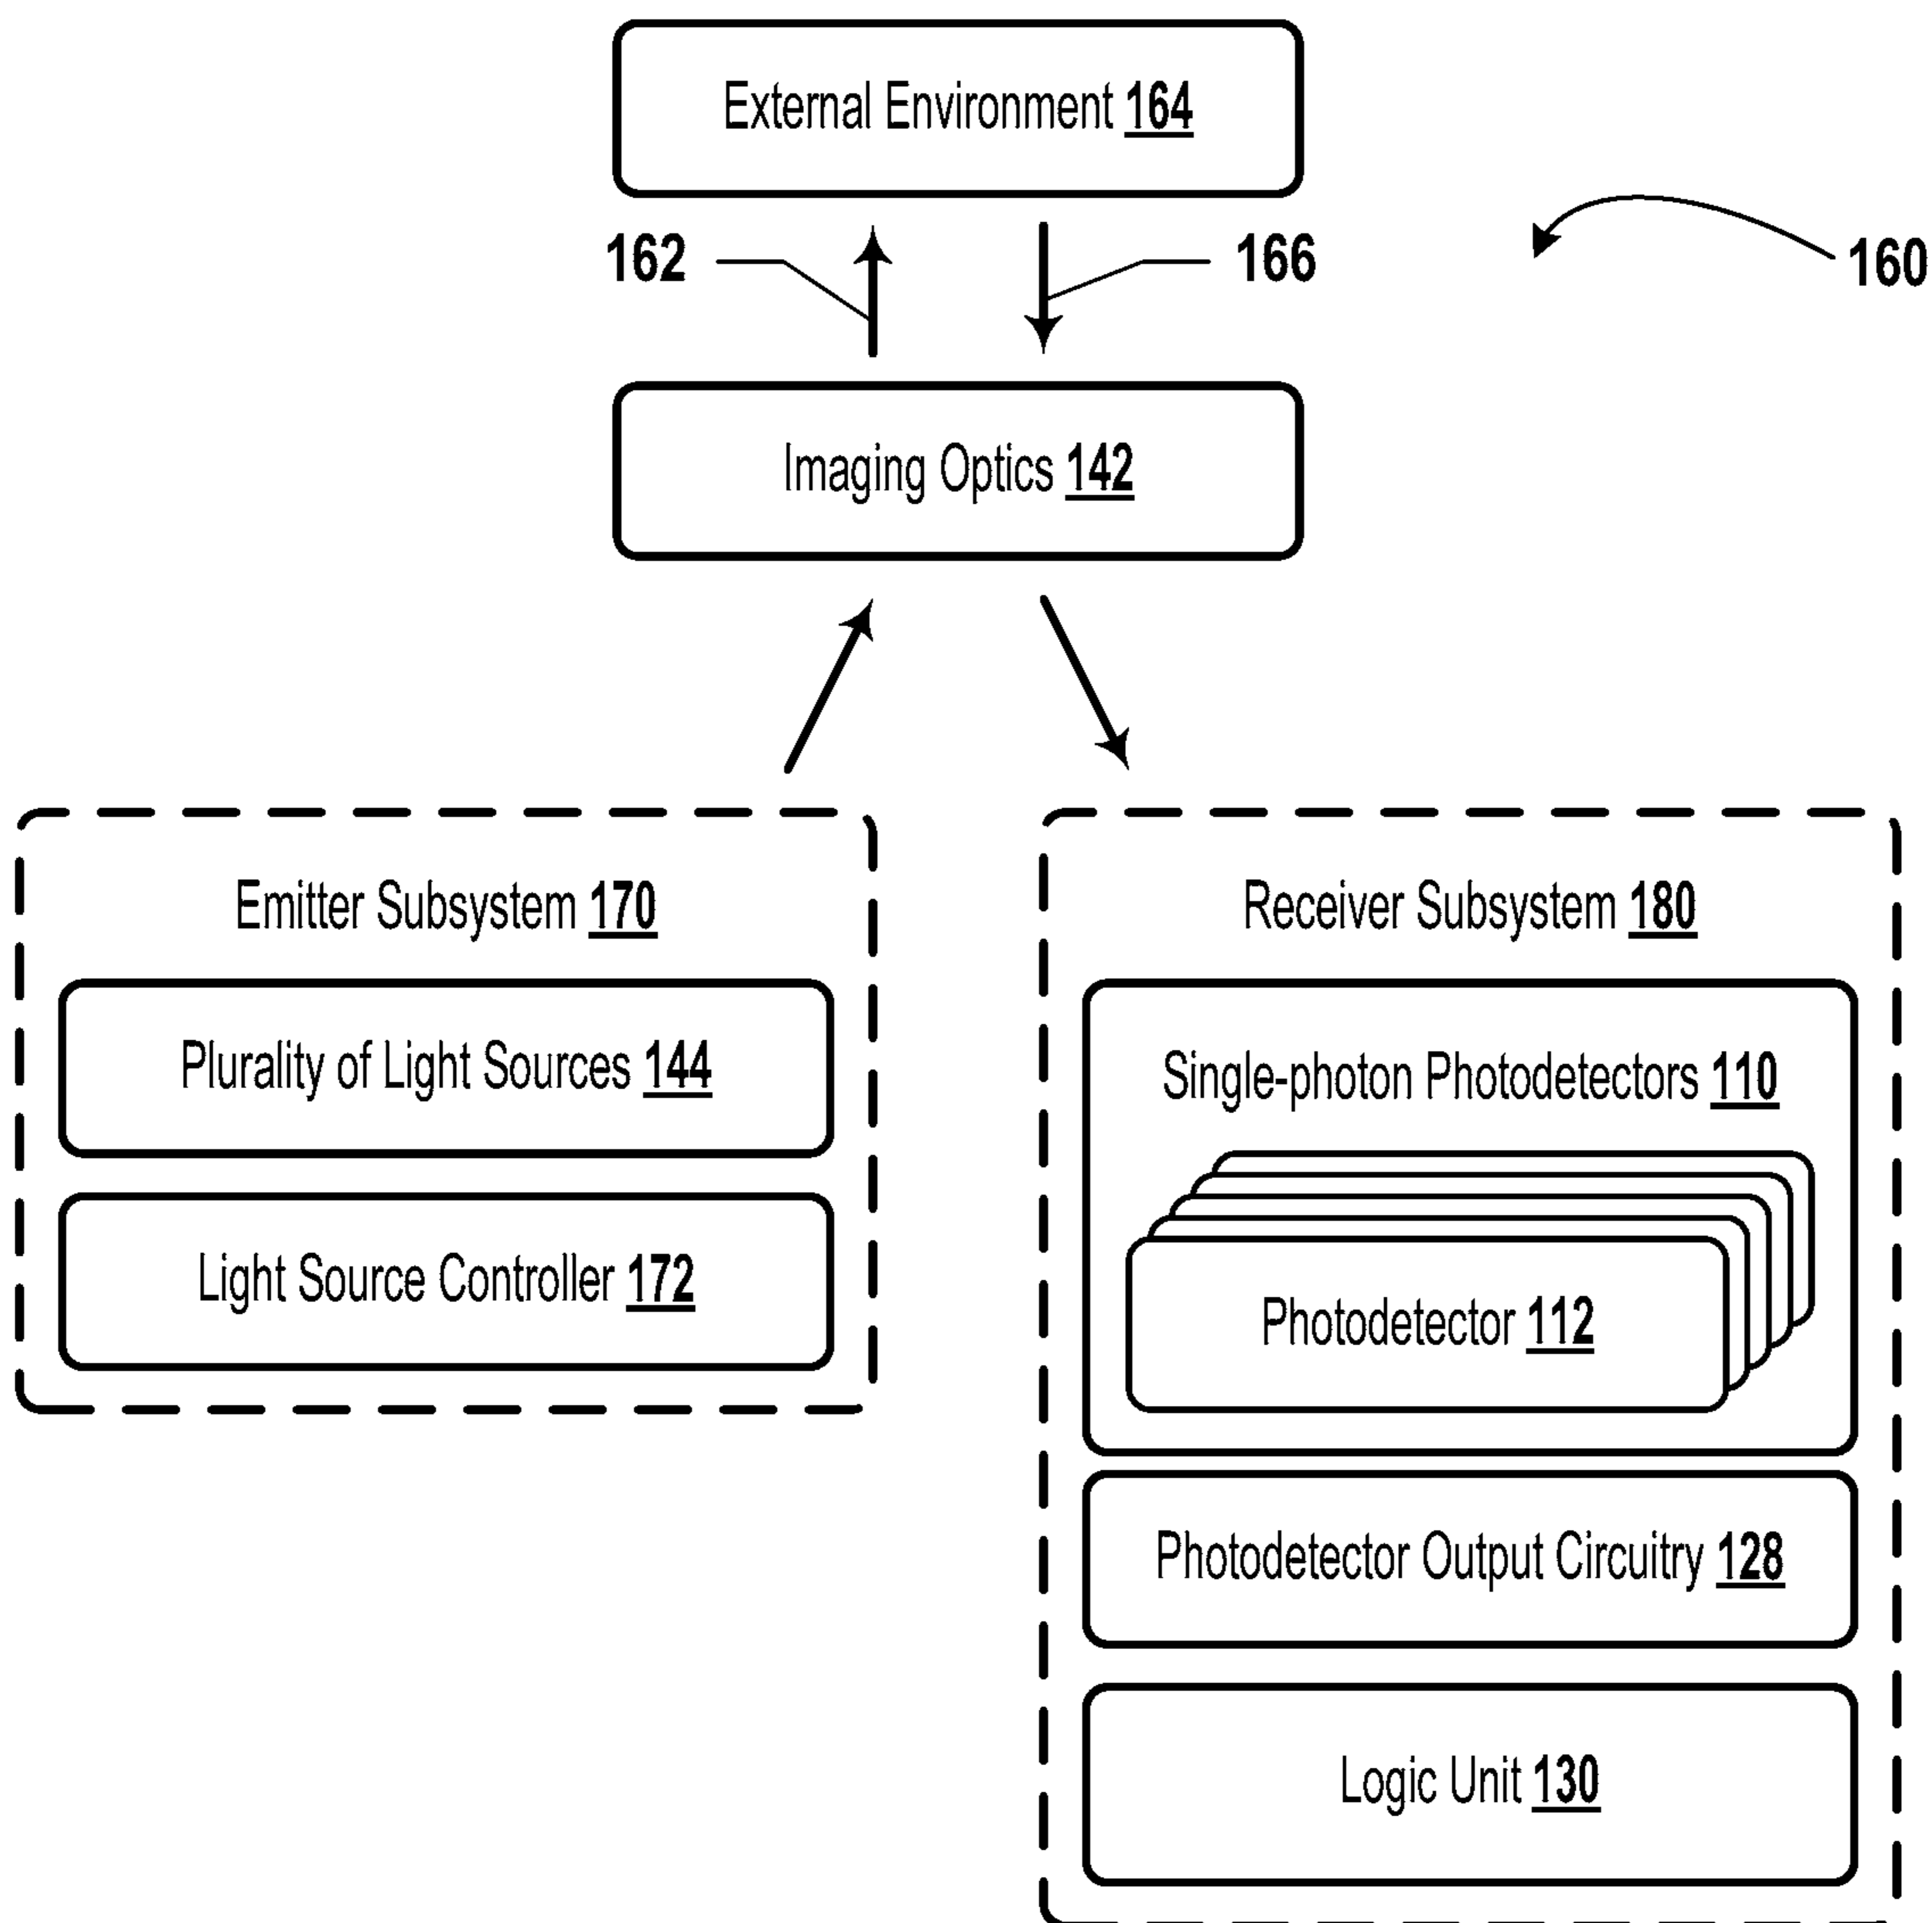 External Environment 164
162
166
160
Imaging Optics 142
Emitter Subsystem 170
Plurality of Light Sources 144
Light Source Controller 172
Receiver Subsystem 180
Single-photon Photodetectors 110
Photodetector 112
Photodetector Output Circuitry 128
Logic Unit 130